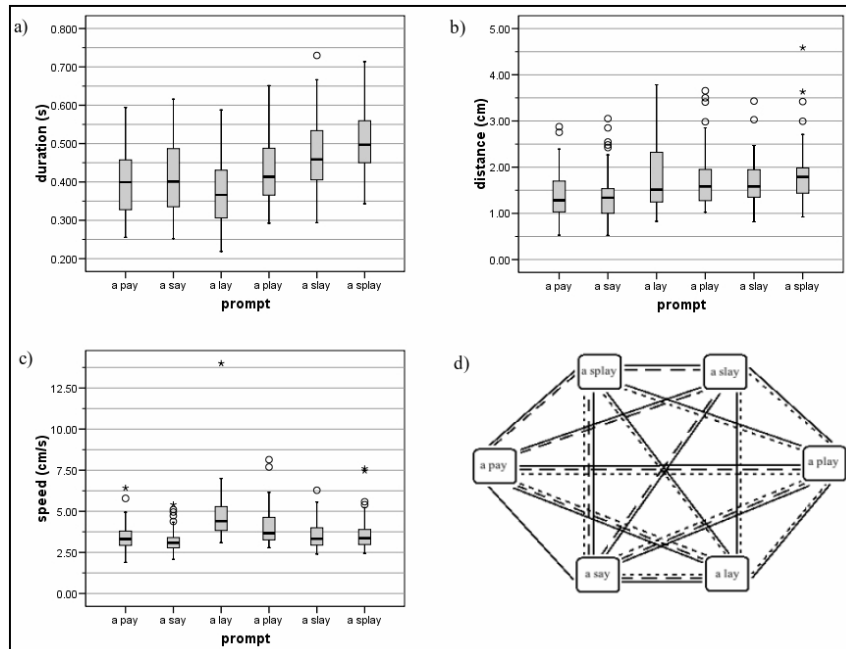 a)
duration (s)
0.800
0.700
0.600
0.500
0.400
0.300
0.200
a pay a say a lay a play a slay a splay
prompt
b)
distance (cm)
5.00
4.00
3.00
2.00
1.00
0.00
a pay a say a lay a play a slay a splay
prompt
c)
speed (cm/s)
12.50
10.00
7.50
5.00
2.50
0.00
a pay a say a lay a play a slay a splay
prompt
d)
a splay a slay
a pay a play
a say a lay